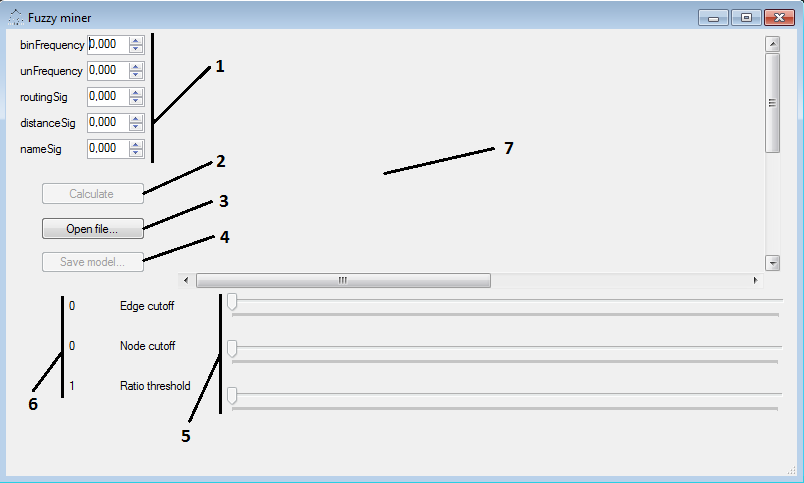 Fuzzy miner
binFrequency 0,000
unFrequency 0,000
1
routingSig 0,000
distanceSig 0,000
nameSig 0,000
7
2
Calculate
3
Open file...
4
Save model...
0 Edge cutoff
0 Node cutoff
1 Ratio threshold
6
5